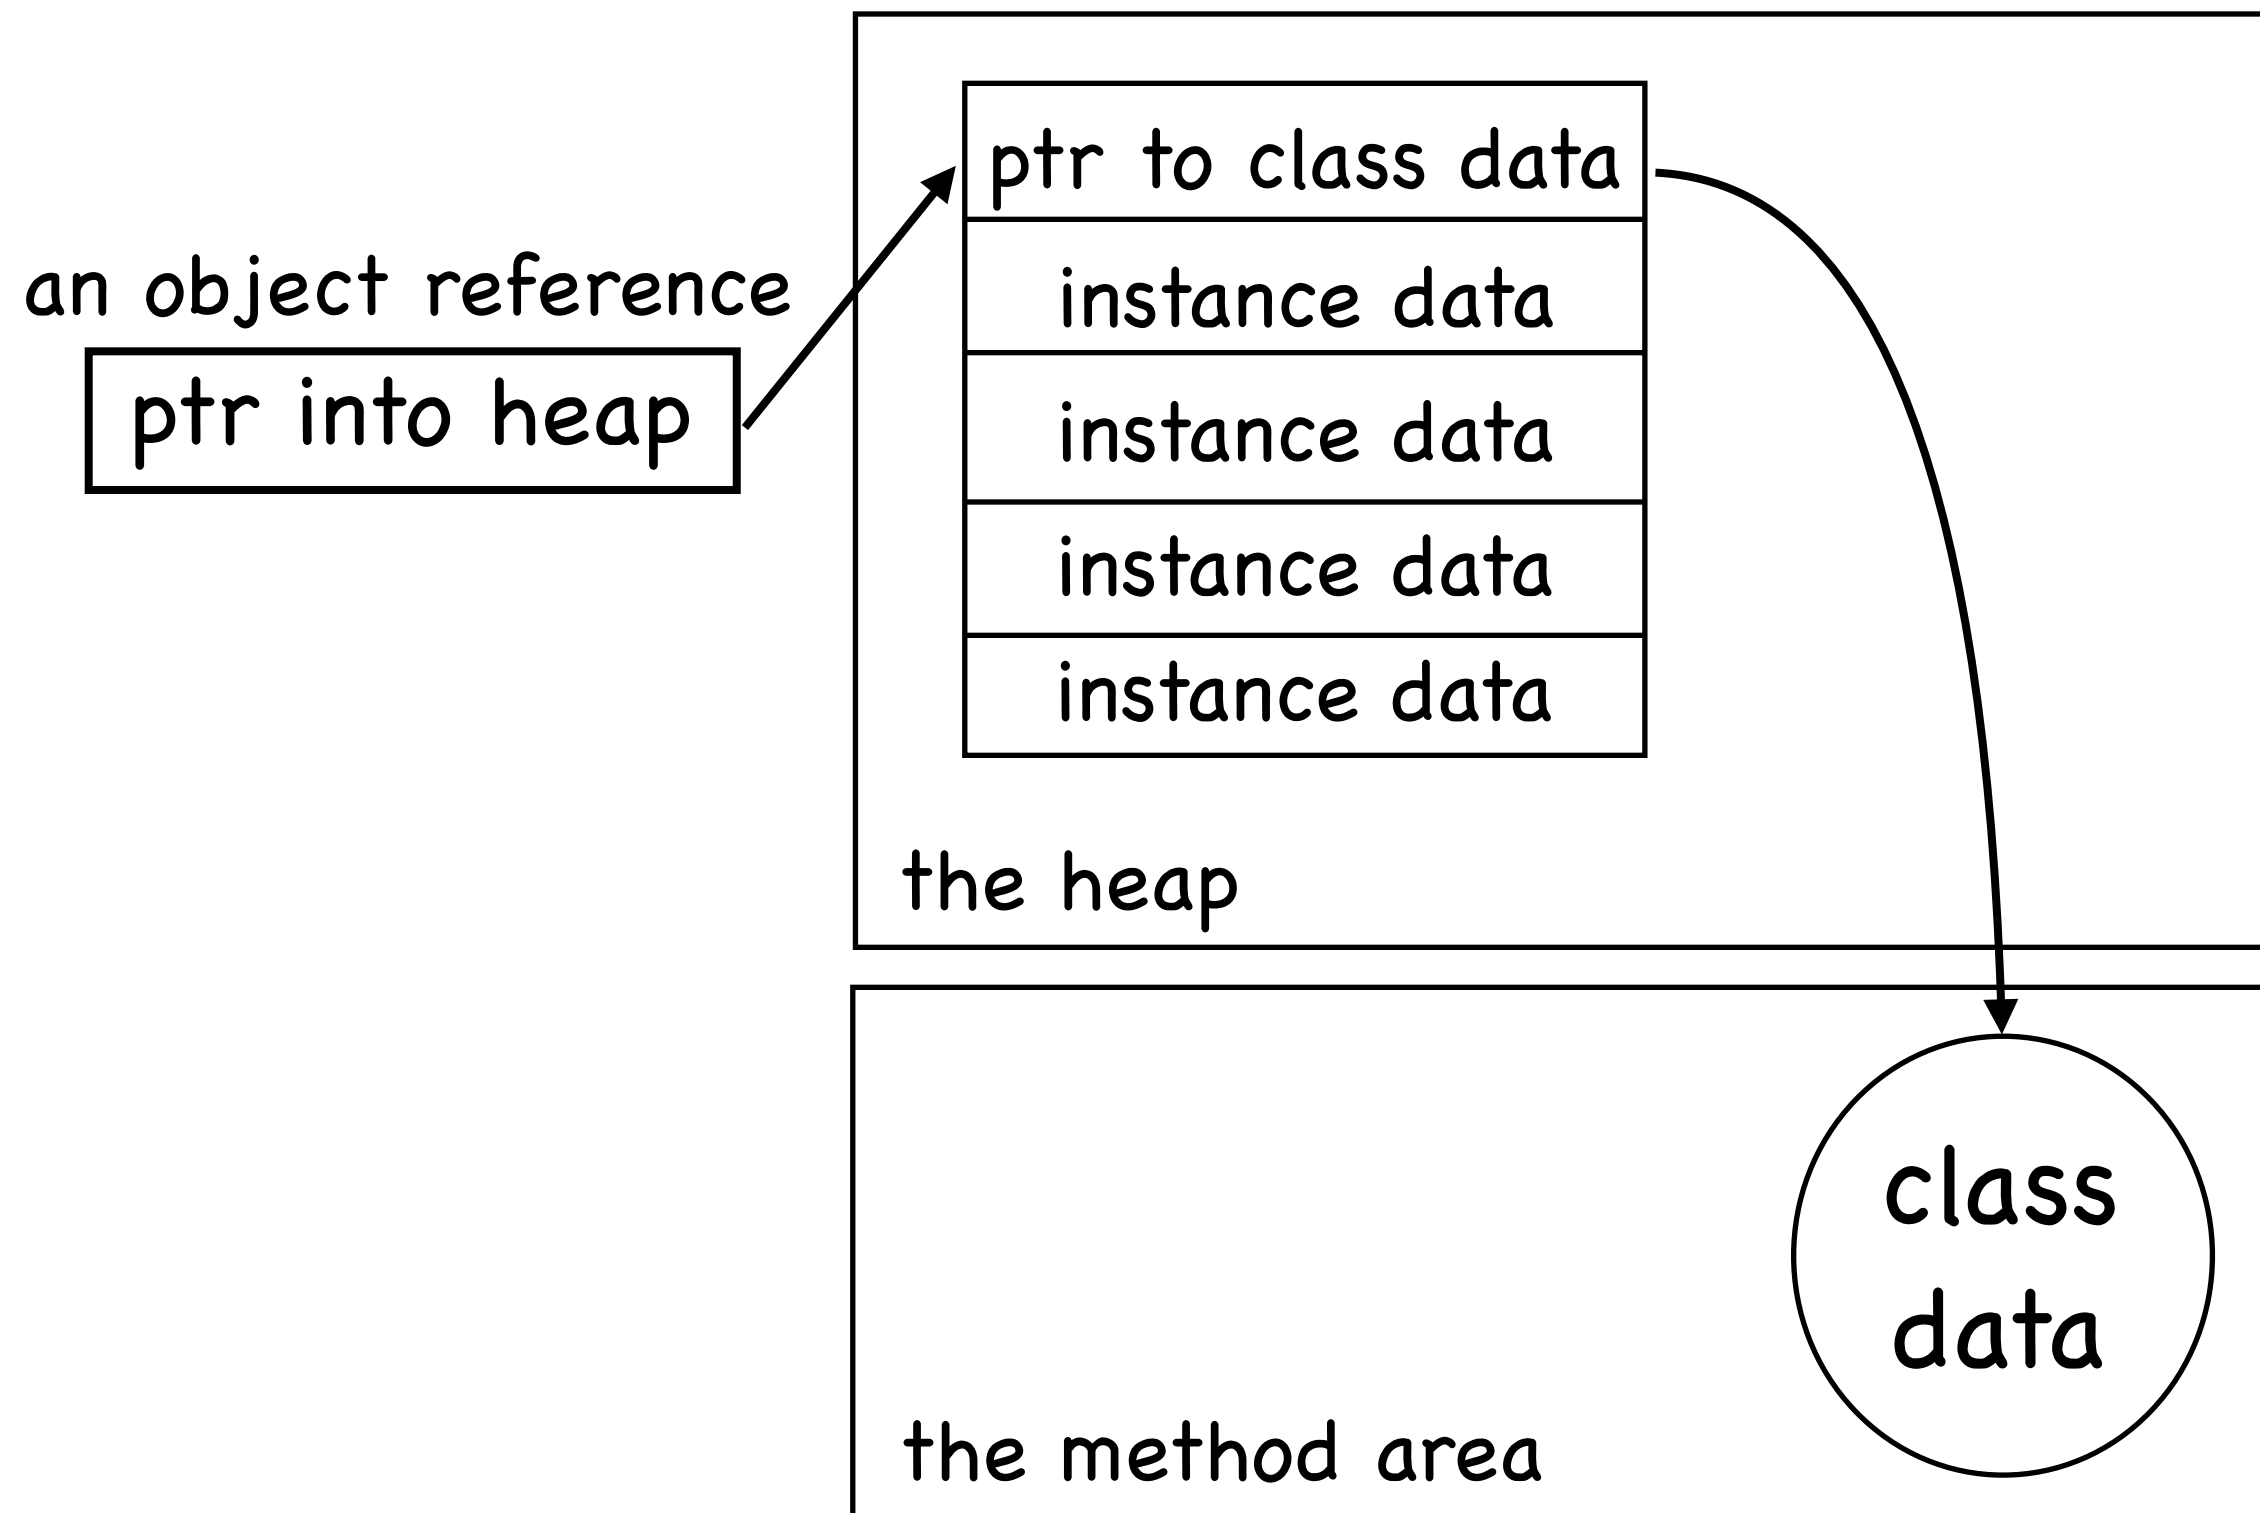 an object reference
ptr into heap
ptr to class data
instance data
instance data
instance data
instance data
the heap
class
data
the method area